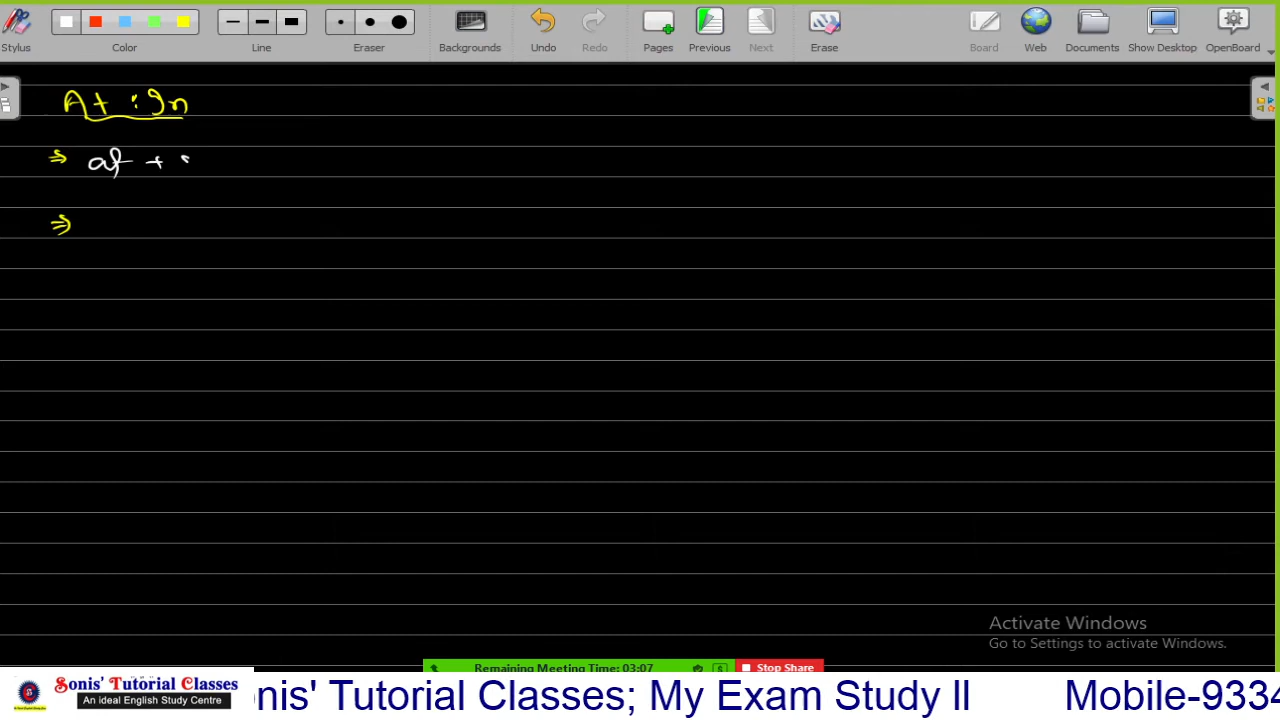 Stylus Color Line Eraser Backgrounds Undo Redo Pages Previous Next Erase Board Web Documents Show Desktop OpenBoard
At : In
⇒ at +
⇒
Activate Windows
Go to Settings to activate Windows.
Remaining Meeting Time: 03:07 Stop Share
Sonis' Tutorial Classes
An ideal English Study Centre
nis' Tutorial Classes; My Exam Study II Mobile-9334